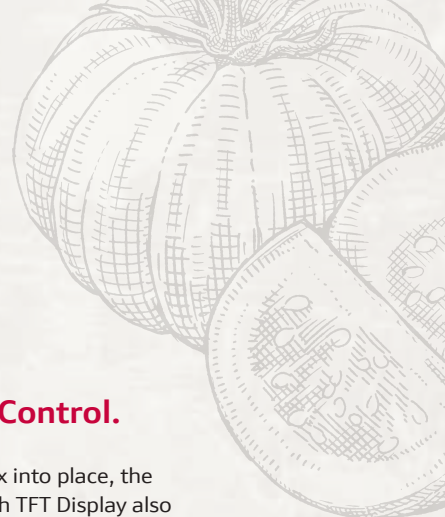 Control.
x into place, the
h TFT Display also